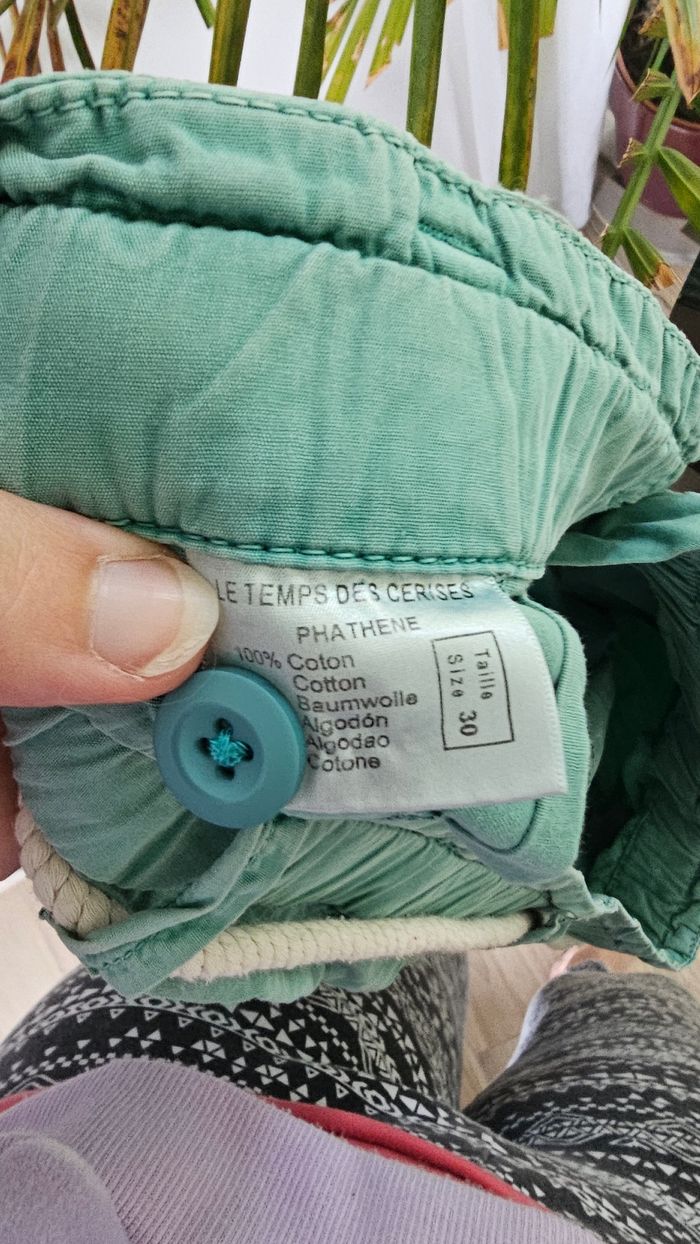 LE TEMPS DES CERISES
PHATHENE
100% Coton
Cotton
Baumwolle
Algodón
Algodao
Cotone
Taille
Size 30